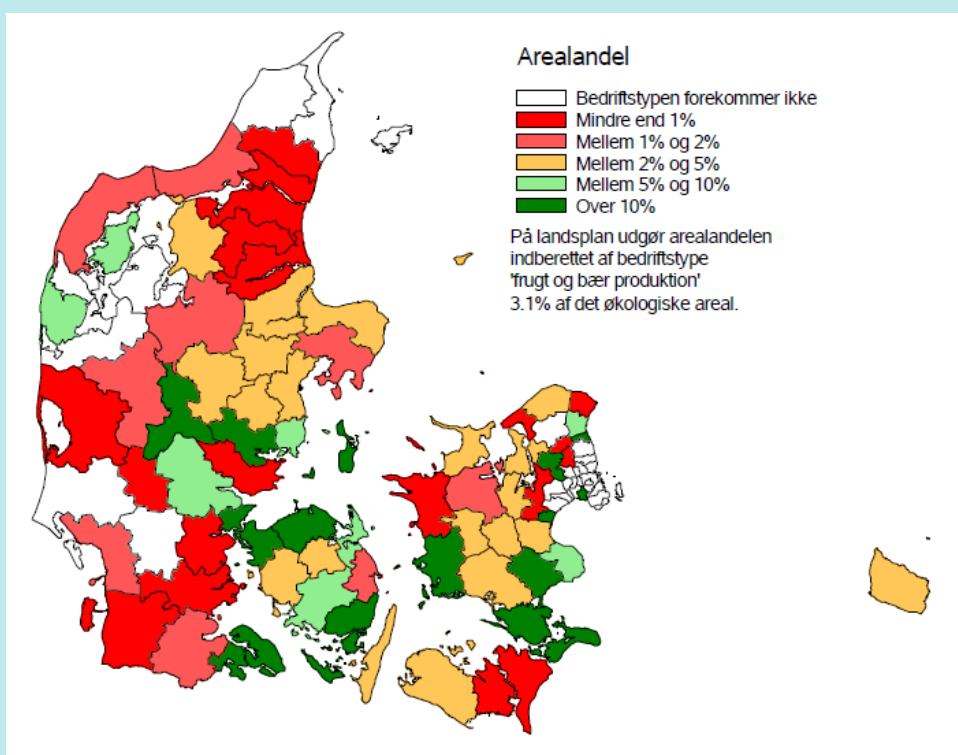 Arealandel
Bedriftstypen forekommer ikke
Mindre end 1%
Mellem 1% og 2%
Mellem 2% og 5%
Mellem 5% og 10%
Over 10%
På landsplan udgør arealandelen
indberettet af bedriftstype
'frugt og bær produktion'
3.1% af det økologiske areal.